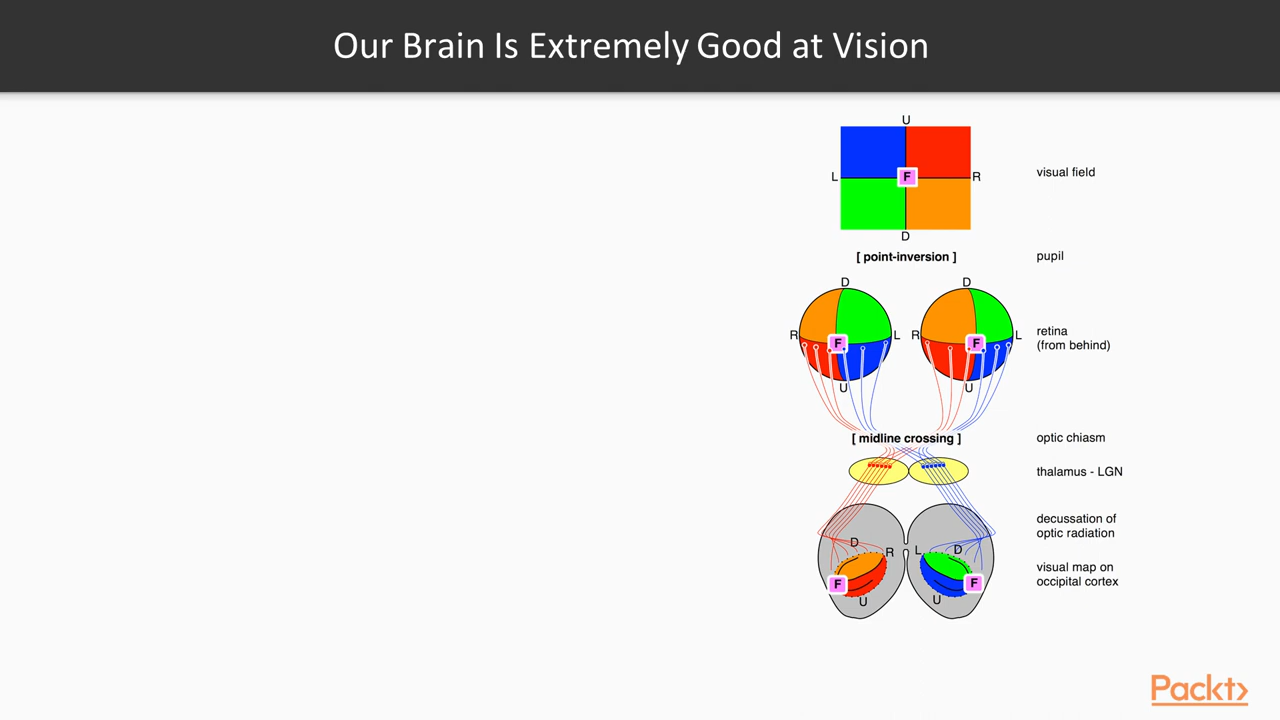 Our Brain Is Extremely Good at Vision
U
L F R
visual field
D
[ point-inversion ]
pupil
D D
R F L R F L
retina
(from behind)
U U
[ midline crossing ]
optic chiasm
thalamus - LGN
decussation of
optic radiation
D R L D
visual map on
occipital cortex
F F
U U
Packt>